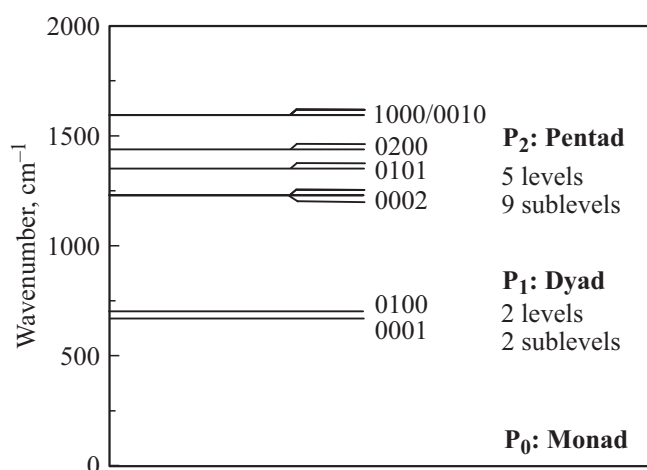 2000
1500
1000
500
0
Wavenumber, cm⁻¹
1000/0010
0200
0101
0002
0100
0001
P₂: Pentad
5 levels
9 sublevels
P₁: Dyad
2 levels
2 sublevels
P₀: Monad